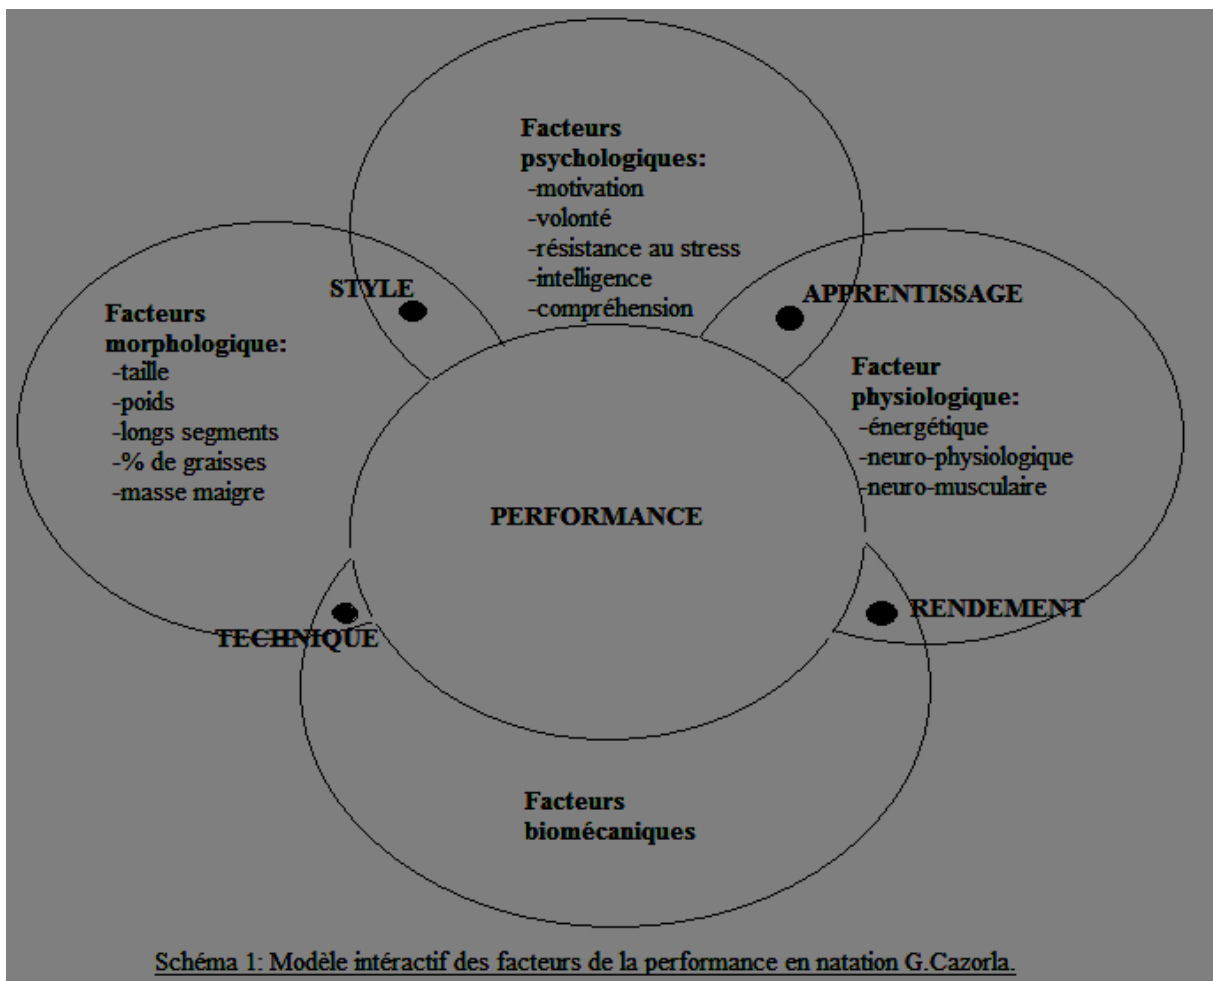 Facteurs
psychologiques:
-motivation
-volonté
-résistance au stress
-intelligence
-compréhension
STYLE
APPRENTISSAGE
Facteurs
morphologique:
-taille
-poids
-longs segments
-% de graisses
-masse maigre
Facteur
physiologique:
-énergétique
-neuro-physiologique
-neuro-musculaire
PERFORMANCE
TECHNIQUE
RENDEMENT
Facteurs
biomécaniques
Schéma 1: Modèle intéractif des facteurs de la performance en natation G.Cazorla.